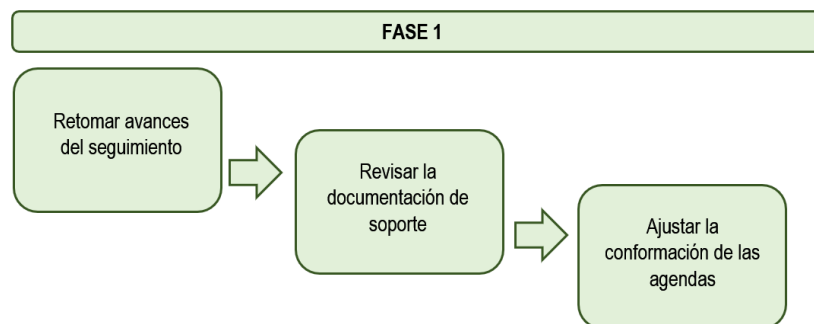 FASE 1
Retomar avances
del seguimiento
Revisar la
documentación de
soporte
Ajustar la
conformación de las
agendas